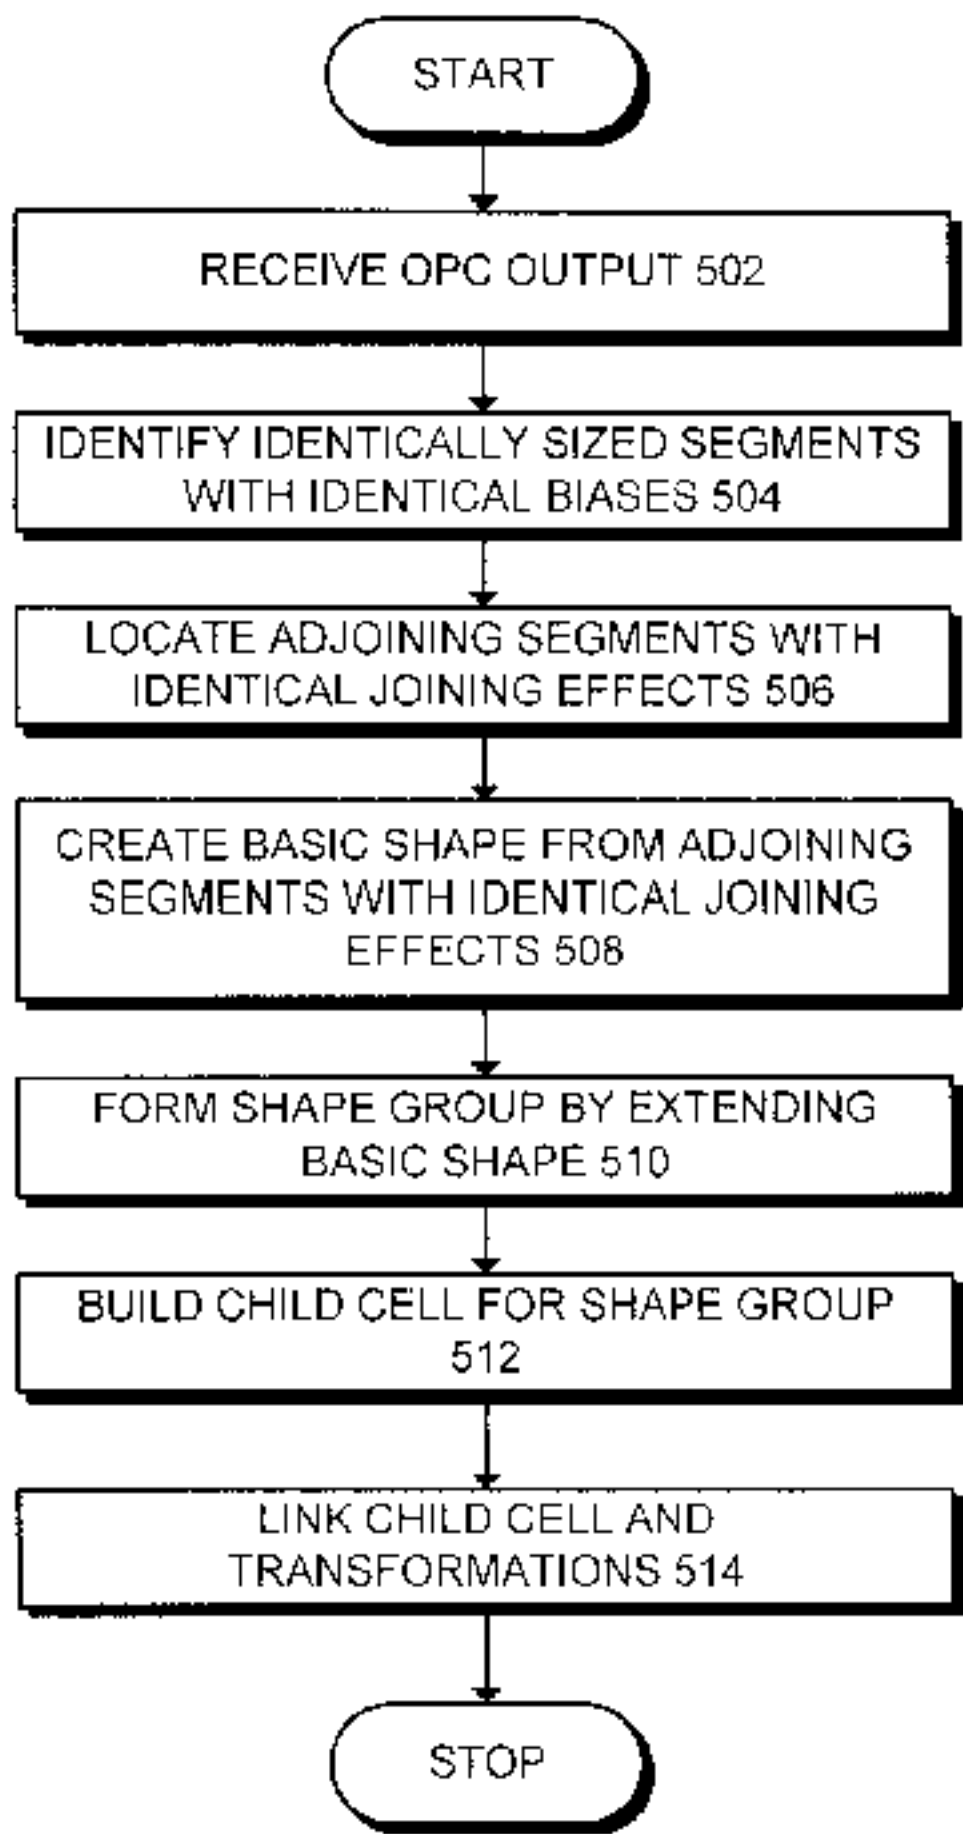 START
RECEIVE OPC OUTPUT 502
IDENTIFY IDENTICALLY SIZED SEGMENTS
WITH IDENTICAL BIASES 504
LOCATE ADJOINING SEGMENTS WITH
IDENTICAL JOINING EFFECTS 506
CREATE BASIC SHAPE FROM ADJOINING
SEGMENTS WITH IDENTICAL JOINING
EFFECTS 508
FORM SHAPE GROUP BY EXTENDING
BASIC SHAPE 510
BUILD CHILD CELL FOR SHAPE GROUP
512
LINK CHILD CELL AND
TRANSFORMATIONS 514
STOP